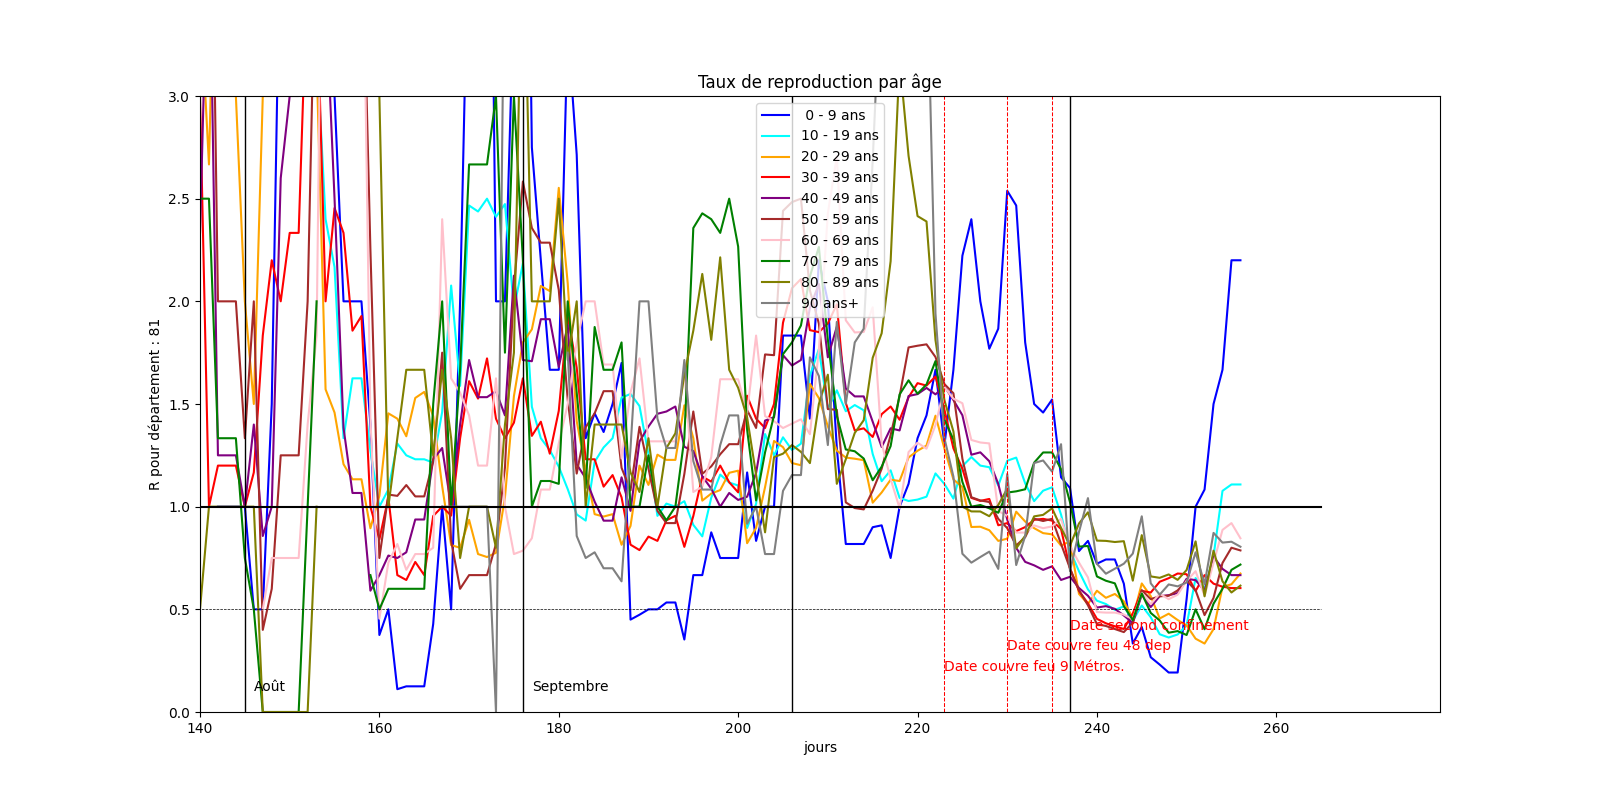 Taux de reproduction par âge
R pour département : 81
3.0
2.5
2.0
1.5
1.0
0.5
0.0
0 - 9 ans
10 - 19 ans
20 - 29 ans
30 - 39 ans
40 - 49 ans
50 - 59 ans
60 - 69 ans
70 - 79 ans
80 - 89 ans
90 ans+
Date second confinement
Date couvre feu 48 dep
Date couvre feu 9 Métros.
Août
Septembre
140
160
180
200
220
240
260
jours